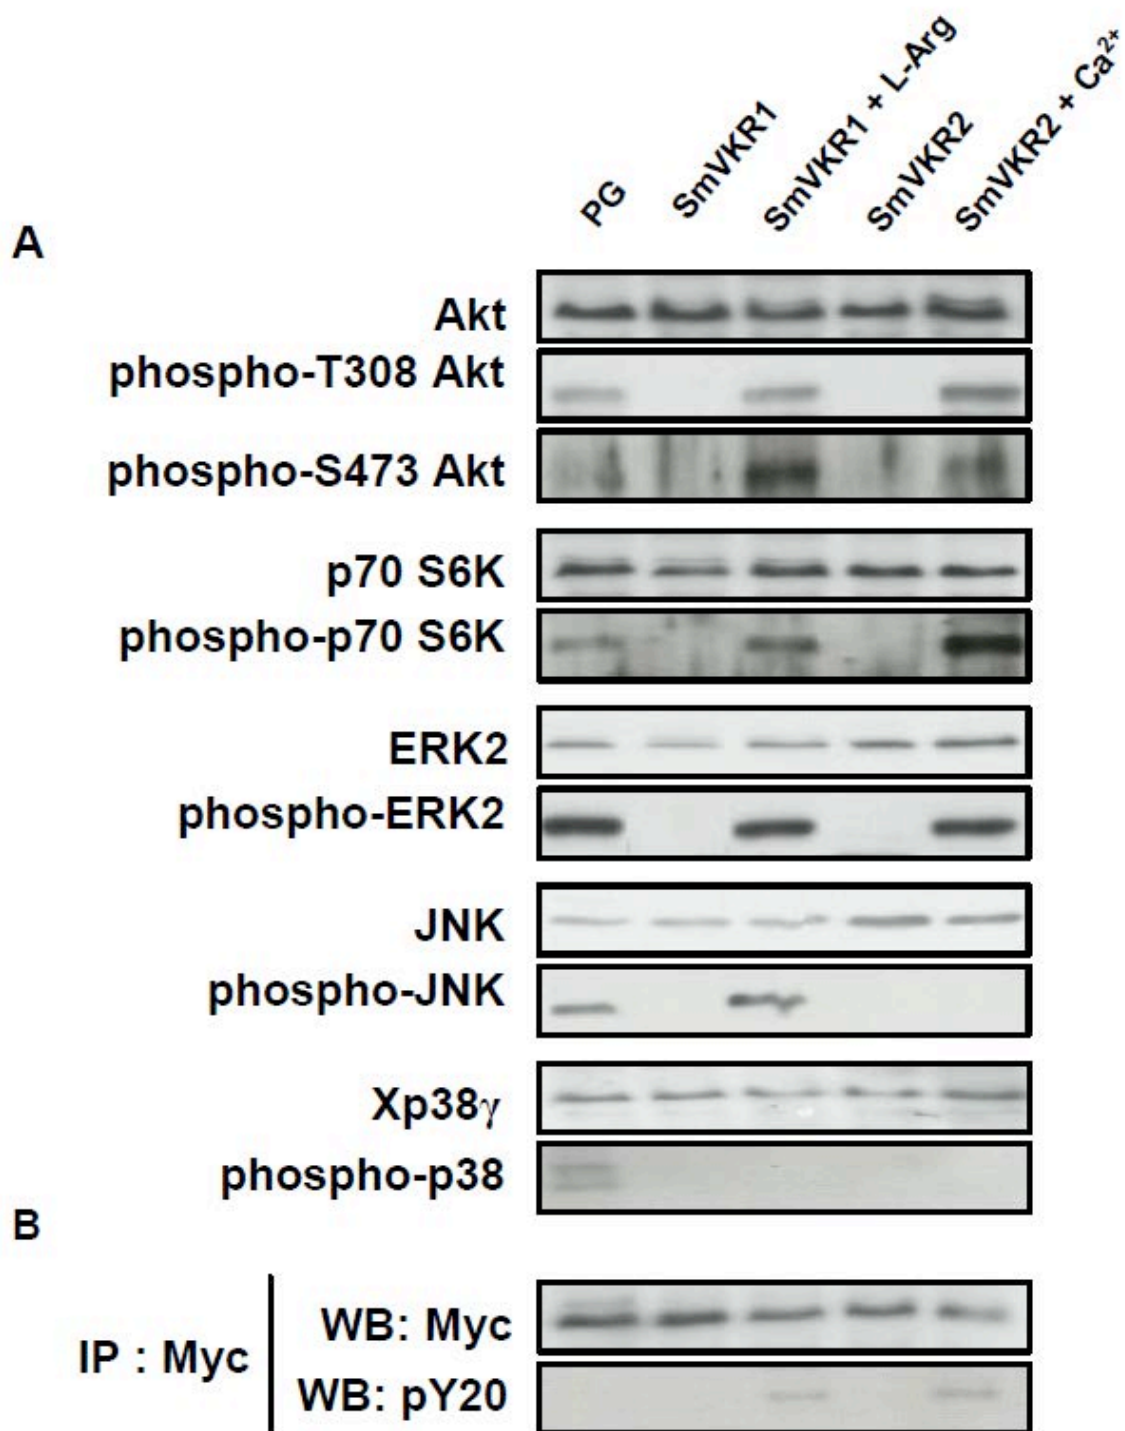 PG
SmVKR1
SmVKR1 + L-Arg
SmVKR2
SmVKR2 + Ca²⁺
A
Akt
phospho-T308 Akt
phospho-S473 Akt
p70 S6K
phospho-p70 S6K
ERK2
phospho-ERK2
JNK
phospho-JNK
Xp38γ
phospho-p38
B
IP : Myc
WB: Myc
WB: pY20